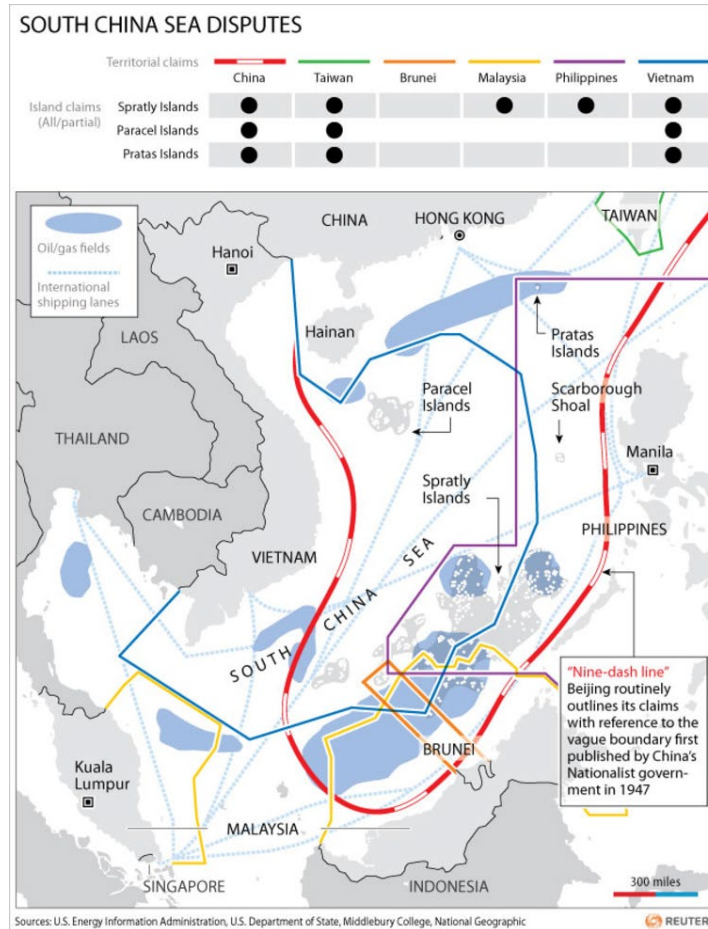 SOUTH CHINA SEA DISPUTES
Territorial claims
China Taiwan Brunei Malaysia Philippines Vietnam
Island claims
(All/partial)
Spratly Islands
Paracel Islands
Pratas Islands
Oil/gas fields
International
shipping lanes
CHINA
HONG KONG
TAIWAN
Hanoi
LAOS
Hainan
Pratas
Islands
Paracel
Islands
Scarborough
Shoal
THAILAND
Manila
Spratly
Islands
CAMBODIA
PHILIPPINES
VIETNAM
SOUTH CHINA SEA
"Nine-dash line"
Beijing routinely
outlines its claims
with reference to the
vague boundary first
published by China's
Nationalist govern-
ment in 1947
BRUNEI
Kuala
Lumpur
MALAYSIA
SINGAPORE
INDONESIA
300 miles
Sources: U.S. Energy Information Administration, U.S. Department of State, Middlebury College, National Geographic
REUTER